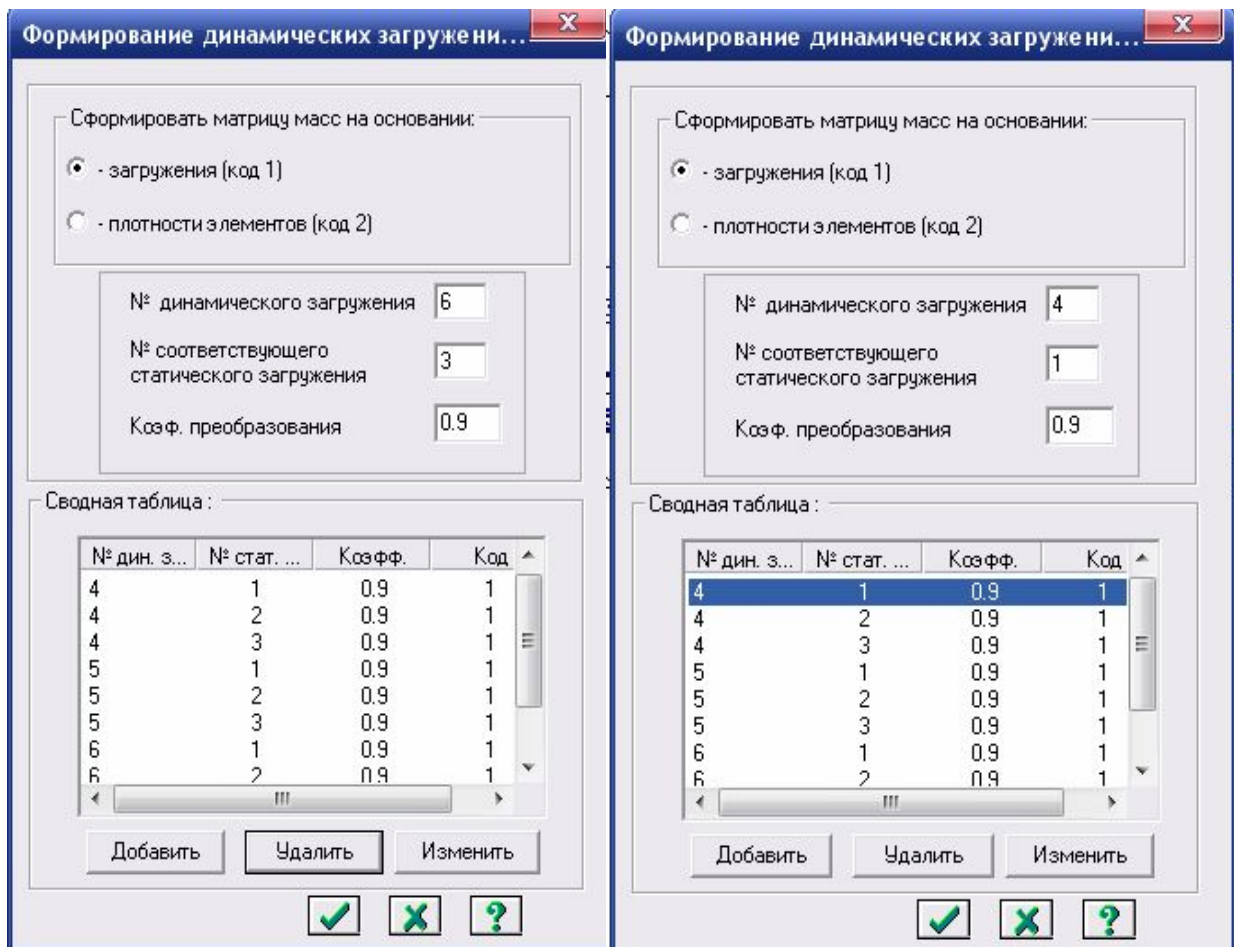 Формирование динамических загружени...
Сформировать матрицу масс на основании:
- загружения (код 1)
- плотности элементов (код 2)
№ динамического загружения 6
№ соответствующего
статического загружения 3
Коэф. преобразования 0.9
Сводная таблица :
№ дин. з... № стат. ... Коэфф. Код
4 1 0.9 1
4 2 0.9 1
4 3 0.9 1
5 1 0.9 1
5 2 0.9 1
5 3 0.9 1
6 1 0.9 1
6 2 0.9 1
Добавить Удалить Изменить
Формирование динамических загружени...
Сформировать матрицу масс на основании:
- загружения (код 1)
- плотности элементов (код 2)
№ динамического загружения 4
№ соответствующего
статического загружения 1
Коэф. преобразования 0.9
Сводная таблица :
№ дин. з... № стат. ... Коэфф. Код
4 1 0.9 1
4 2 0.9 1
4 3 0.9 1
5 1 0.9 1
5 2 0.9 1
5 3 0.9 1
6 1 0.9 1
6 2 0.9 1
Добавить Удалить Изменить